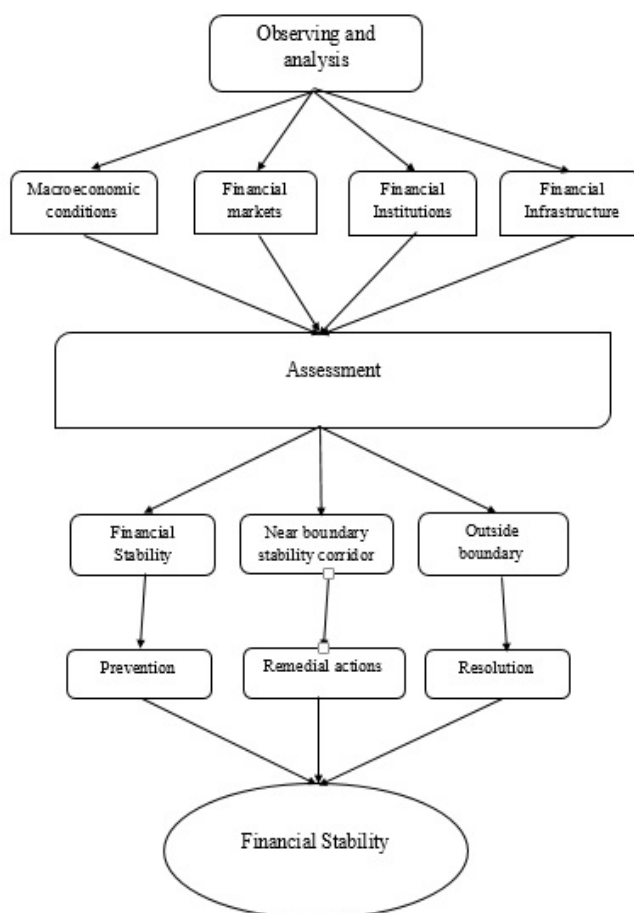 Observing and
analysis
Macroeconomic
conditions
Financial
markets
Financial
Institutions
Financial
Infrastructure
Assessment
Financial
Stability
Near boundary
stability corridor
Outside
boundary
Prevention
Remedial actions
Resolution
Financial Stability